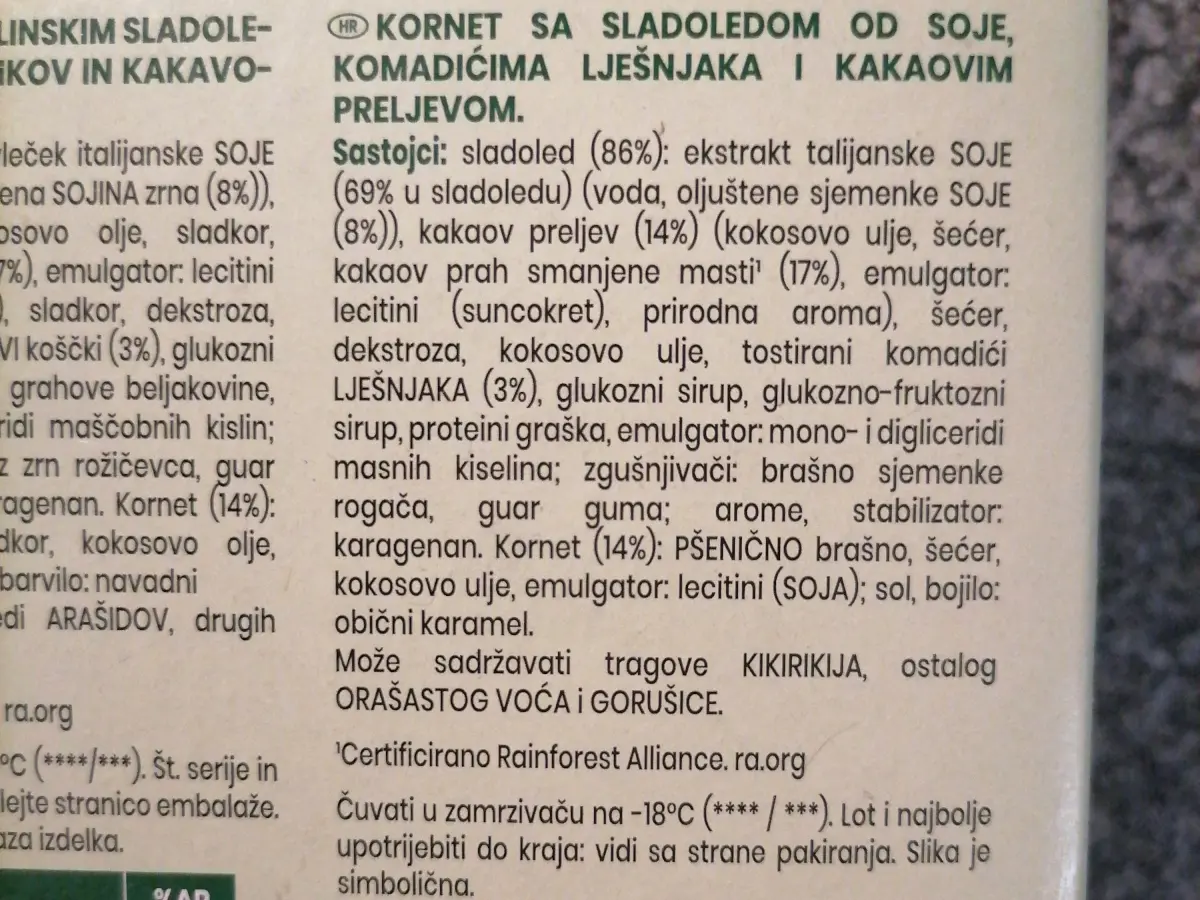 LINSKIM SLADOLE-
IKOV IN KAKAVO-
vleček italijanske SOJE
ena SOJINA zrna (8%)),
osovo olje, sladkor,
7%), emulgator: lecitini
), sladkor, dekstroza,
VI koščki (3%), glukozni
grahove beljakovine,
ridi maščobnih kislin;
z zrn rožičevca, guar
ragenan. Kornet (14%):
dkor, kokosovo olje,
barvilo: navadni
edi ARAŠIDOV, drugih
ra.org
°C (****/***). Št. serije in
lejte stranico embalaže.
aza izdelka.
HR KORNET SA SLADOLEDOM OD SOJE,
KOMADIĆIMA LJEŠNJAKA I KAKAOVIM
PRELJEVOM.
Sastojci: sladoled (86%): ekstrakt talijanske SOJE
(69% u sladoledu) (voda, oljuštene sjemenke SOJE
(8%)), kakaov preljev (14%) (kokosovo ulje, šećer,
kakaov prah smanjene masti¹ (17%), emulgator:
lecitini (suncokret), prirodna aroma), šećer,
dekstroza, kokosovo ulje, tostirani komadići
LJEŠNJAKA (3%), glukozni sirup, glukozno-fruktozni
sirup, proteini graška, emulgator: mono- i digliceridi
masnih kiselina; zgušnjivači: brašno sjemenke
rogača, guar guma; arome, stabilizator:
karagenan. Kornet (14%): PŠENIČNO brašno, šećer,
kokosovo ulje, emulgator: lecitini (SOJA); sol, bojilo:
obični karamel.
Može sadržavati tragove KIKIRIKIJA, ostalog
ORAŠASTOG VOĆA i GORUŠICE.
¹Certificirano Rainforest Alliance. ra.org
Čuvati u zamrzivaču na -18°C (**** / ***). Lot i najbolje
upotrijebiti do kraja: vidi sa strane pakiranja. Slika je
simbolična.